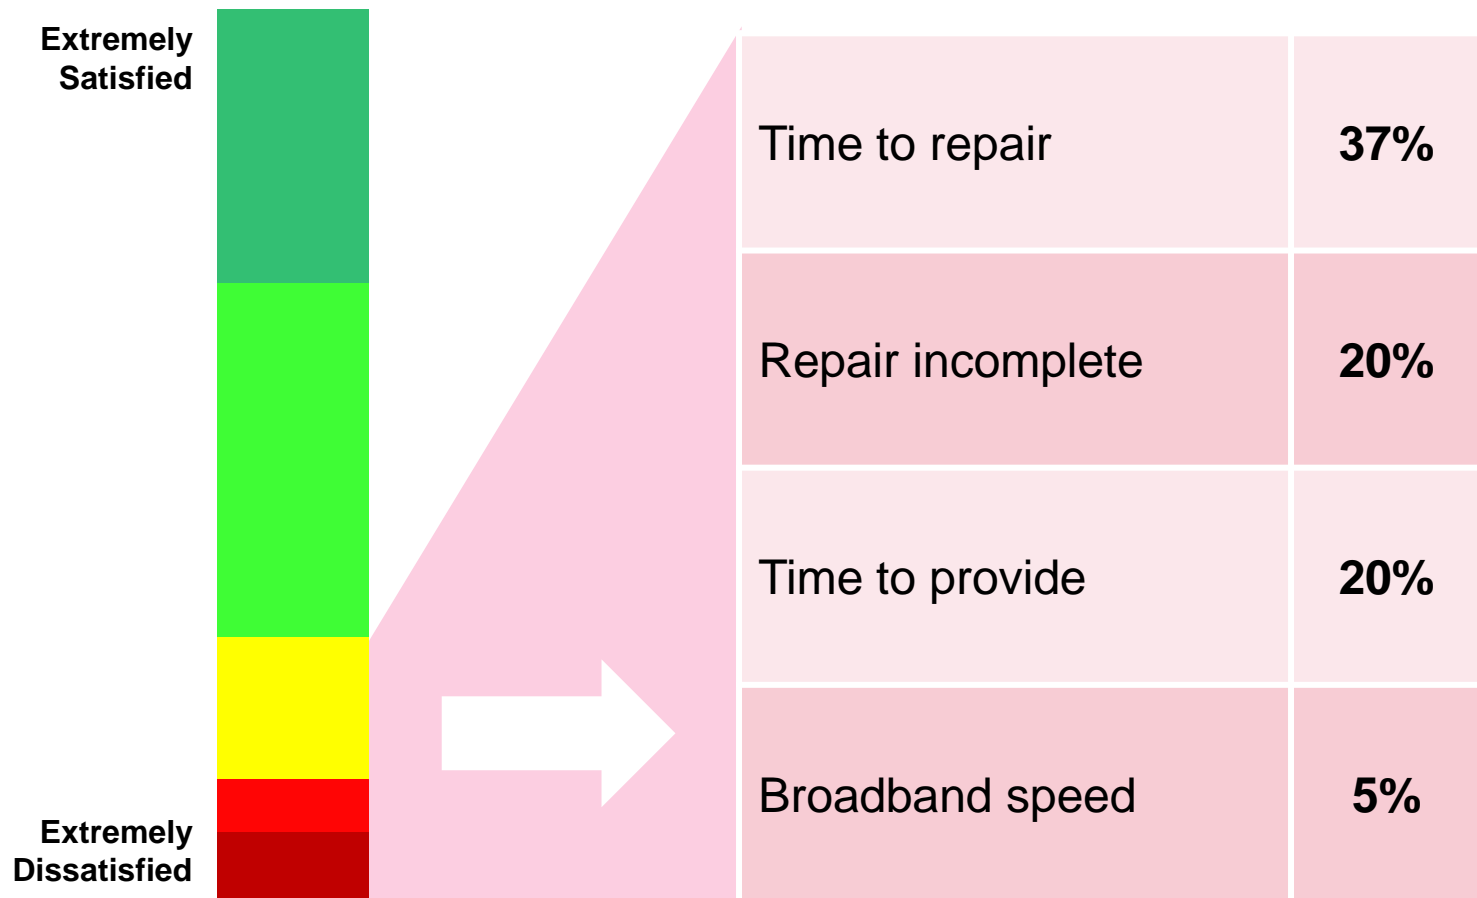 Extremely
Satisfied
Time to repair 37%
Repair incomplete 20%
Time to provide 20%
Broadband speed 5%
Extremely
Dissatisfied